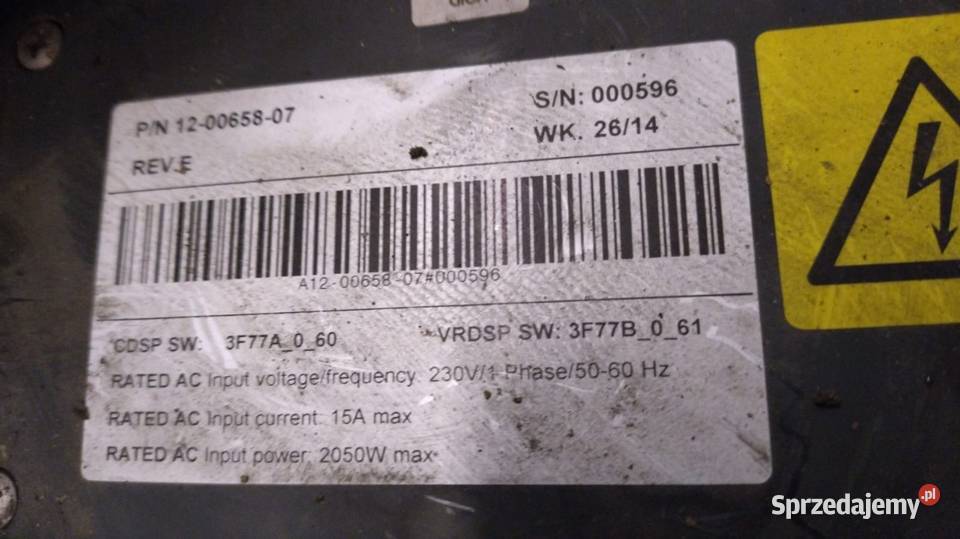 P/N 12-00658-07
S/N: 000596
WK. 26/14
REV.E
A12-00658-07#000596
CDSP SW: 3F77A_0_60 VRDSP SW: 3F77B_0_61
RATED AC Input voltage/frequency: 230V/1 Phase/50-60 Hz
RATED AC Input current: 15A max
RATED AC Input power: 2050W max
Sprzedajemy.pl